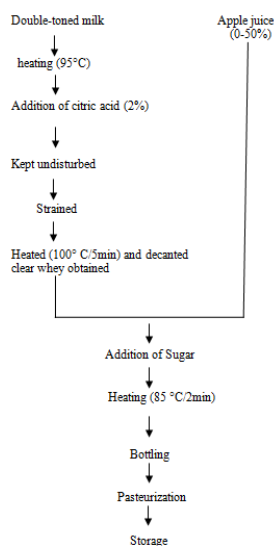 Double-toned milk
Apple juice
(0-50%)
heating (95°C)
Addition of citric acid (2%)
Kept undisturbed
Strained
Heated (100° C/5min) and decanted
clear whey obtained
Addition of Sugar
Heating (85 °C/2min)
Bottling
Pasteurization
Storage